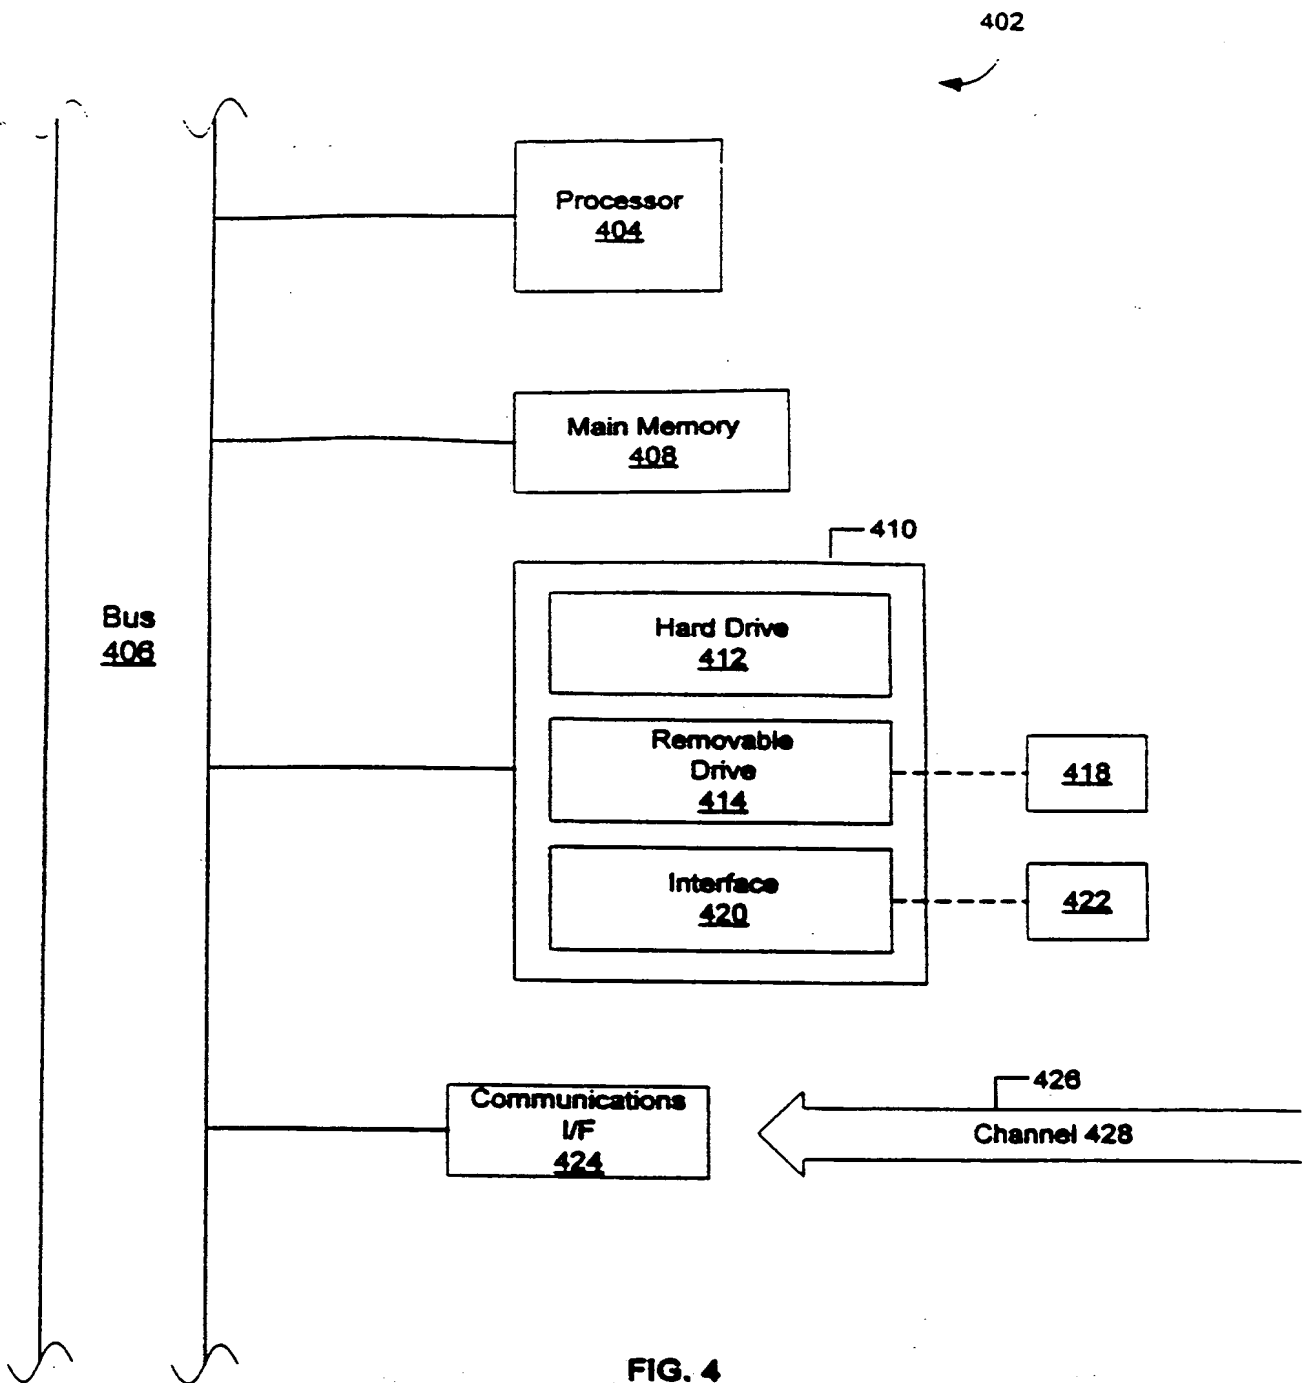 402
Processor
404
Main Memory
408
410
Bus
406
Hard Drive
412
Removable
Drive
414
418
Interface
420
422
426
Communications
I/F
424
Channel 428
FIG. 4